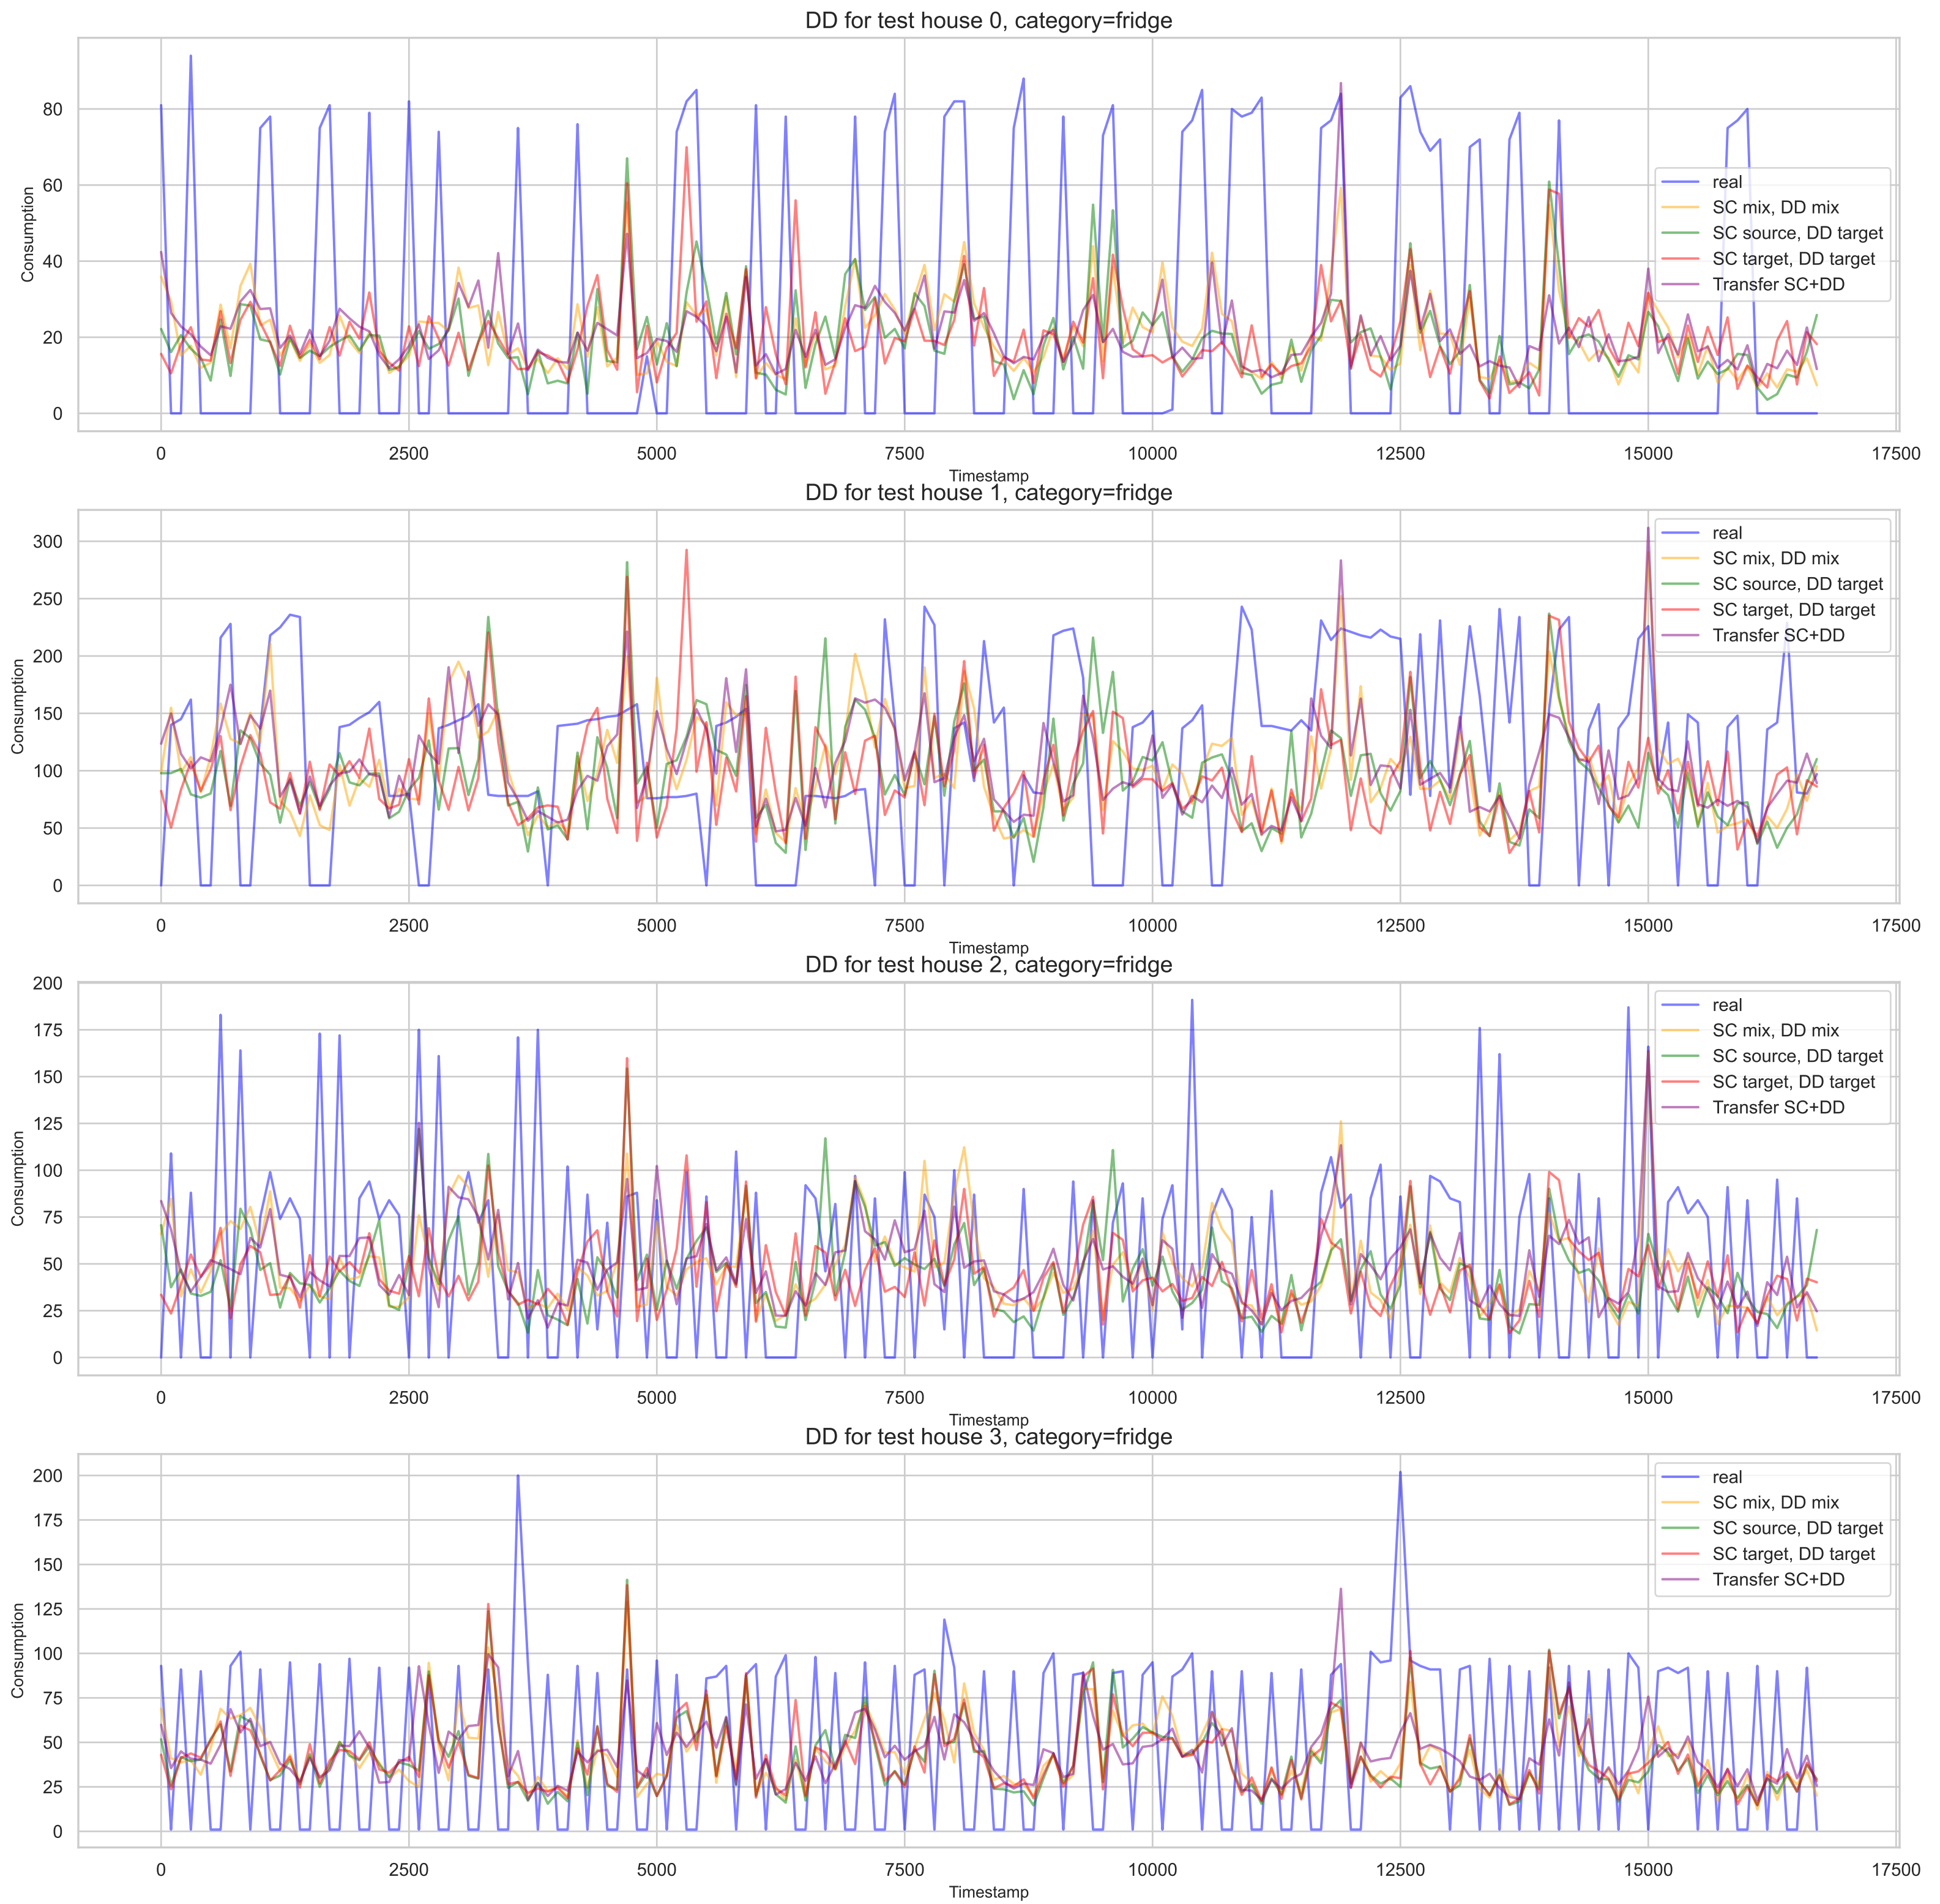 DD for test house 0, category=fridge
Consumption
80
60
40
20
0
real
SC mix, DD mix
SC source, DD target
SC target, DD target
Transfer SC+DD
0 2500 5000 7500 10000 12500 15000 17500
Timestamp
DD for test house 1, category=fridge
Consumption
300
250
200
150
100
50
0
real
SC mix, DD mix
SC source, DD target
SC target, DD target
Transfer SC+DD
0 2500 5000 7500 10000 12500 15000 17500
Timestamp
DD for test house 2, category=fridge
Consumption
200
175
150
125
100
75
50
25
0
real
SC mix, DD mix
SC source, DD target
SC target, DD target
Transfer SC+DD
0 2500 5000 7500 10000 12500 15000 17500
Timestamp
DD for test house 3, category=fridge
Consumption
200
175
150
125
100
75
50
25
0
real
SC mix, DD mix
SC source, DD target
SC target, DD target
Transfer SC+DD
0 2500 5000 7500 10000 12500 15000 17500
Timestamp